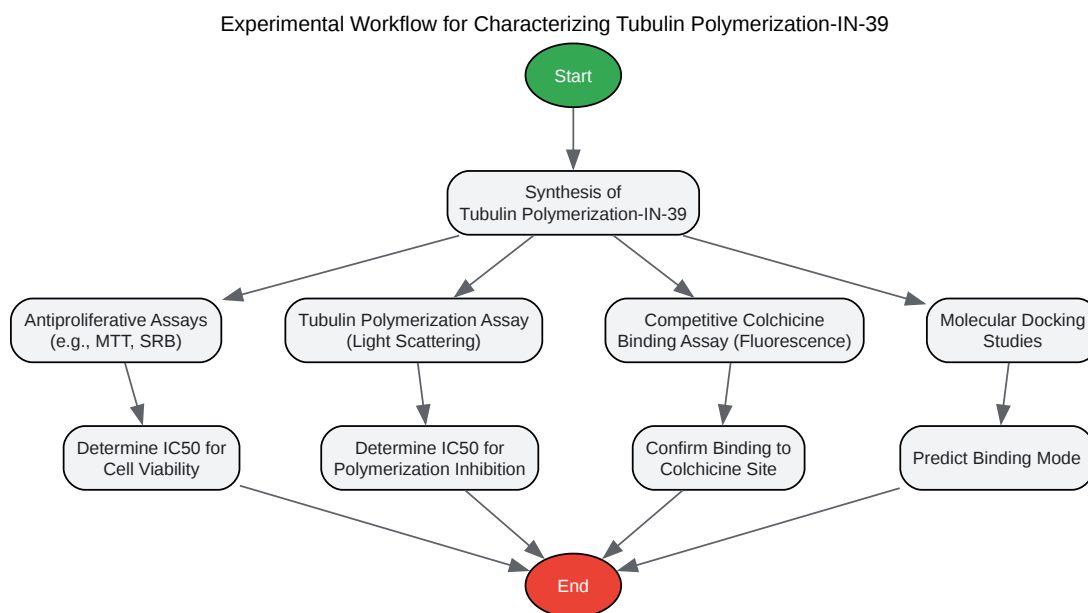 Experimental Workflow for Characterizing Tubulin Polymerization-IN-39
Start
Synthesis of
Tubulin Polymerization-IN-39
Antiproliferative Assays
(e.g., MTT, SRB)
Tubulin Polymerization Assay
(Light Scattering)
Competitive Colchicine
Binding Assay (Fluorescence)
Molecular Docking
Studies
Determine IC50 for
Cell Viability
Determine IC50 for
Polymerization Inhibition
Confirm Binding to
Colchicine Site
Predict Binding Mode
End